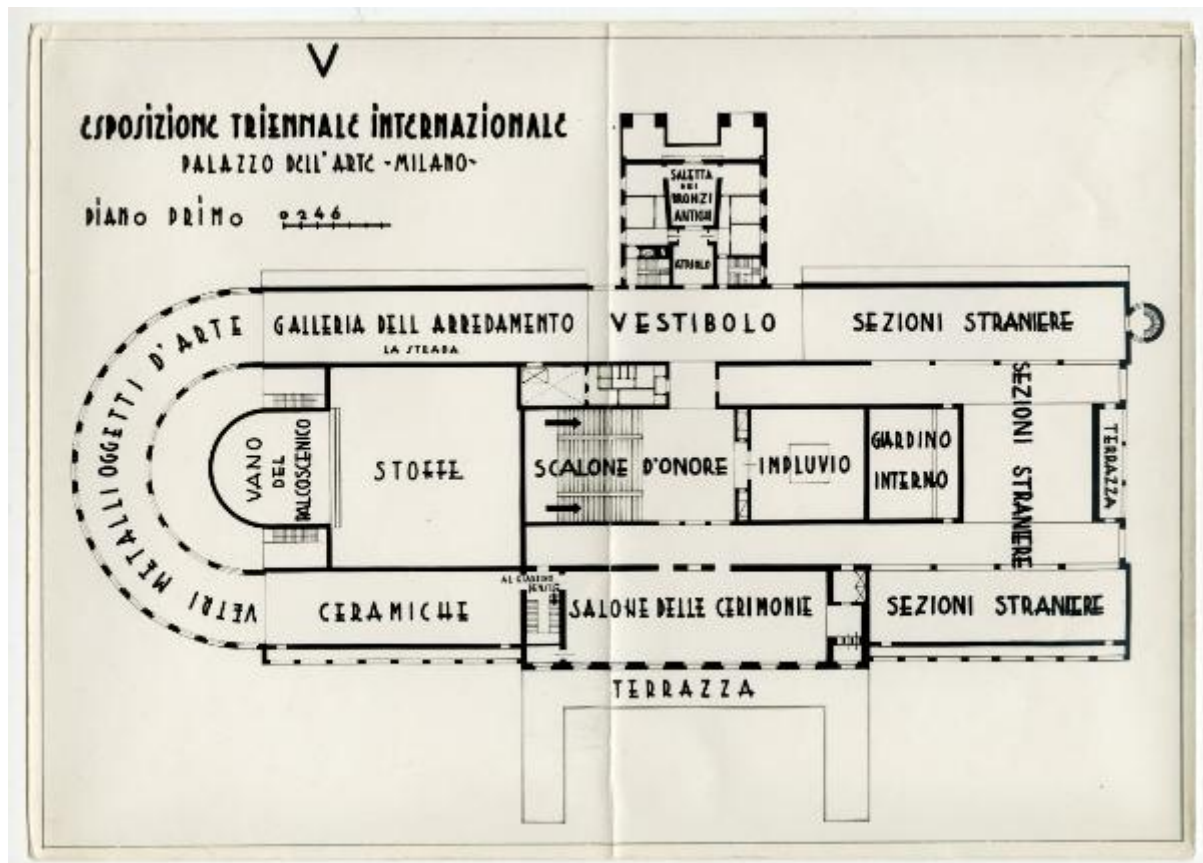 V
ESPOSIZIONE TRIENNALE INTERNAZIONALE
PALAZZO DELL'ARTE - MILANO -
PIANO PRIMO 0 2 4 6
SALETTA
DEI
BRONZI
ANTICHI
ATRIOLO
GALLERIA DELL ARREDAMENTO
LA STRADA
VESTIBOLO
SEZIONI STRANIERE
VETRI METALLI OGGETTI D'ARTE
VANO
DEL
PALCOSCENICO
STOFFE
SCALONE D'ONORE
IMPLUVIO
GIARDINO
INTERNO
SEZIONI STRANIERE
TERRAZZA
CERAMICHE
AL
SALONE DELLE CERIMONIE
SEZIONI STRANIERE
TERRAZZA